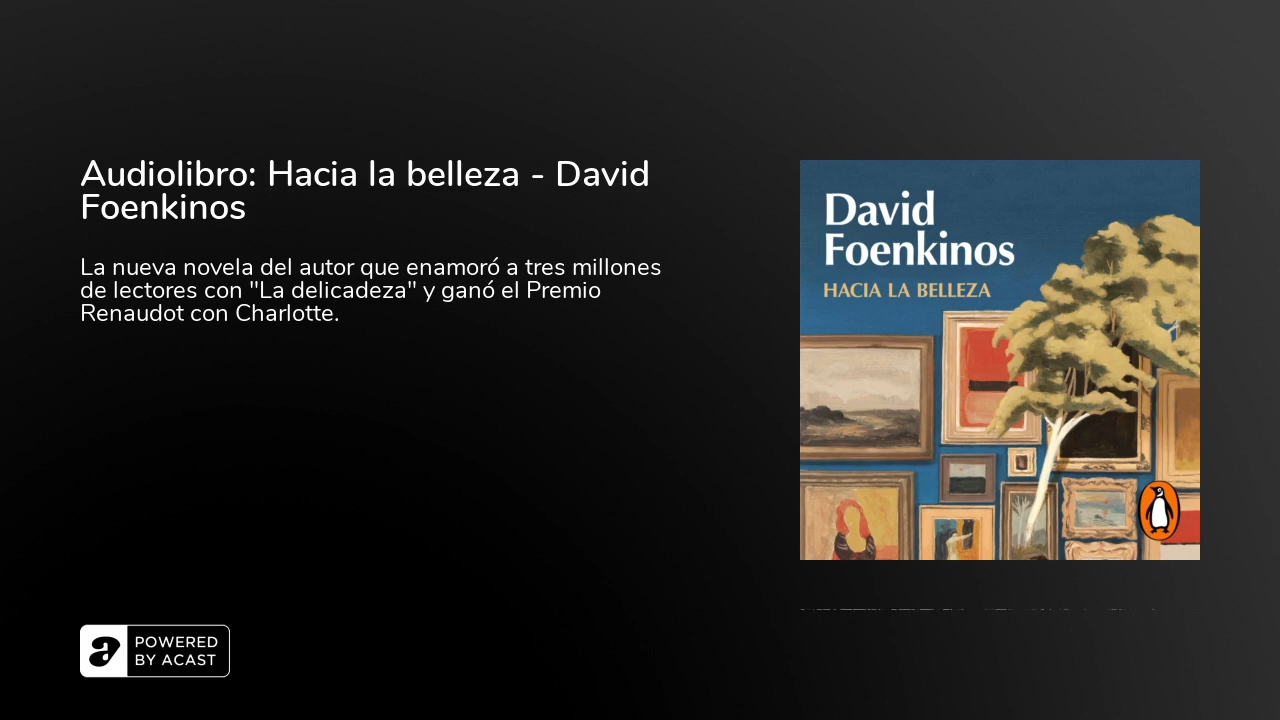 Audiolibro: Hacia la belleza - David
Foenkinos
La nueva novela del autor que enamoró a tres millones
de lectores con "La delicadeza" y ganó el Premio
Renaudot con Charlotte.
David
Foenkinos
HACIA LA BELLEZA
POWERED
BY ACAST